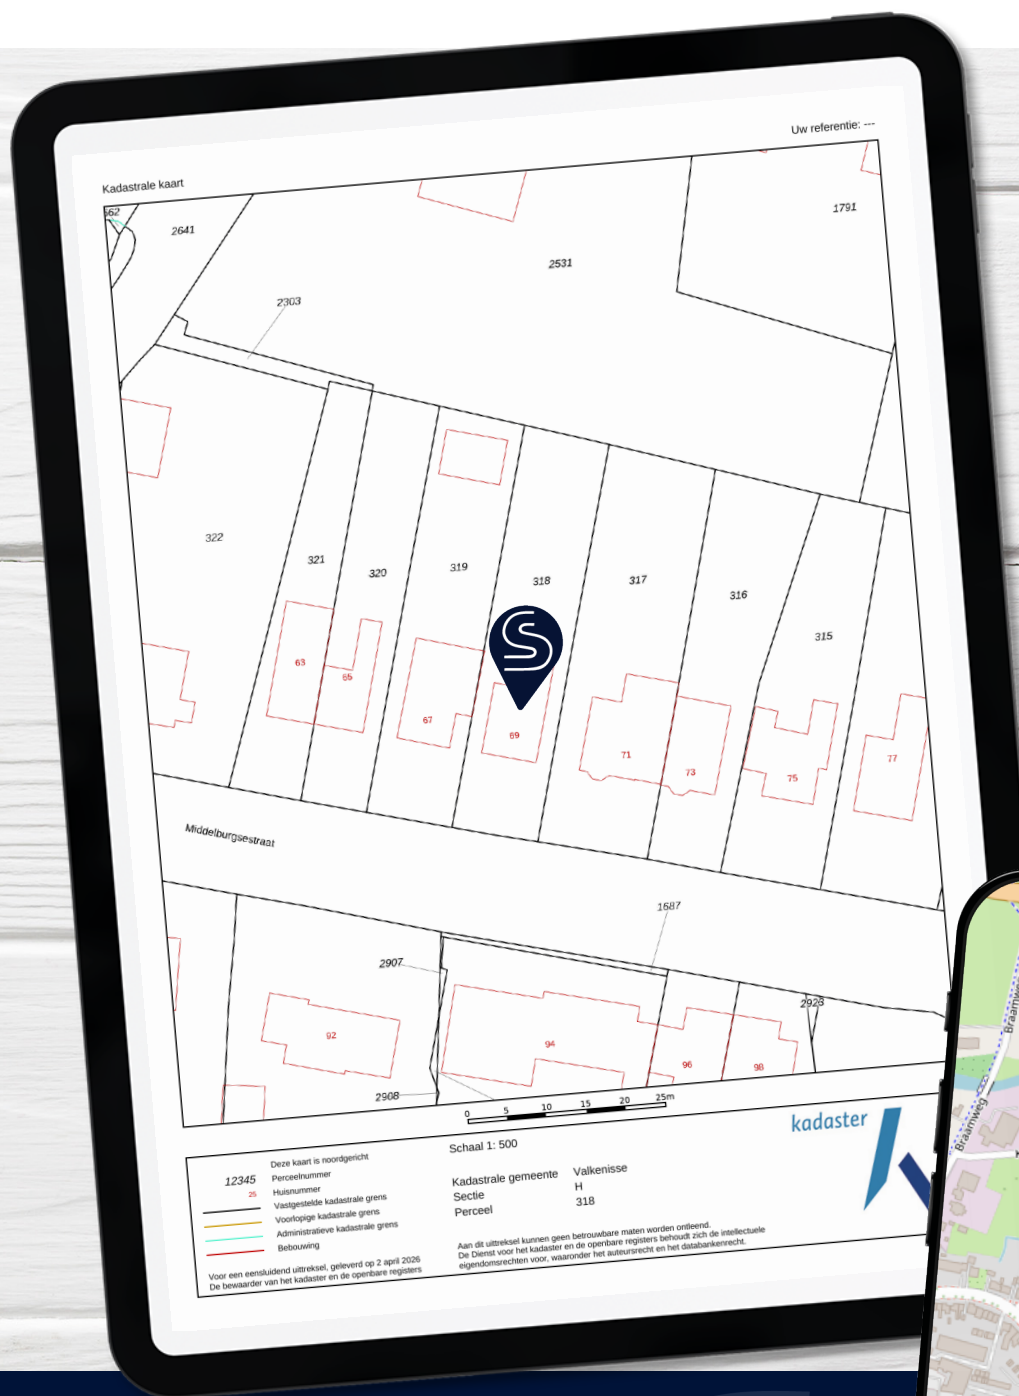 Uw referentie: ---
Kadastrale kaart
562
2641
1791
2531
2303
322
321
320
319
318
317
316
315
63
65
67
69
71
73
75
77
Middelburgsestraat
1687
2907
2923
92
94
96
98
2908
0 5 10 15 20 25m
Schaal 1: 500
kadaster
Deze kaart is noordgericht
12345 Perceelnummer
25 Huisnummer
Vastgestelde kadastrale grens
Voorlopige kadastrale grens
Administratieve kadastrale grens
Bebouwing
Kadastrale gemeente Valkenisse
Sectie H
Perceel 318
Voor een eensluidend uittreksel, geleverd op 2 april 2026
De bewaarder van het kadaster en de openbare registers
Aan dit uittreksel kunnen geen betrouwbare maten worden ontleend.
De Dienst voor het kadaster en de openbare registers behoudt zich de intellectuele
eigendomsrechten voor, waaronder het auteursrecht en het databankenrecht.
Braamweg
Braamweg